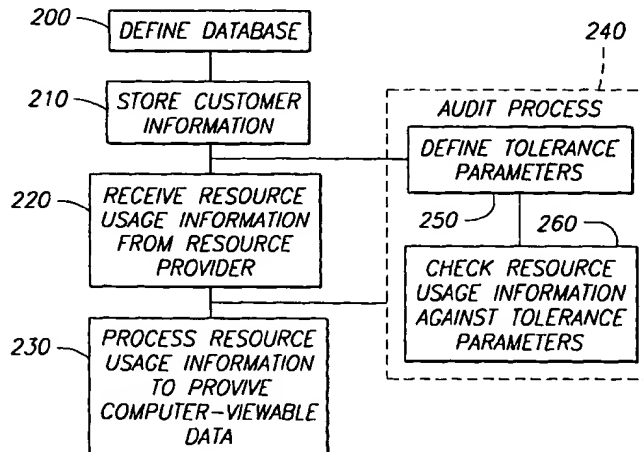 200
DEFINE DATABASE
210
STORE CUSTOMER
INFORMATION
220
RECEIVE RESOURCE
USAGE INFORMATION
FROM RESOURCE
PROVIDER
230
PROCESS RESOURCE
USAGE INFORMATION
TO PROVIVE
COMPUTER-VIEWABLE
DATA
240
AUDIT PROCESS
DEFINE TOLERANCE
PARAMETERS
250
260
CHECK RESOURCE
USAGE INFORMATION
AGAINST TOLERANCE
PARAMETERS